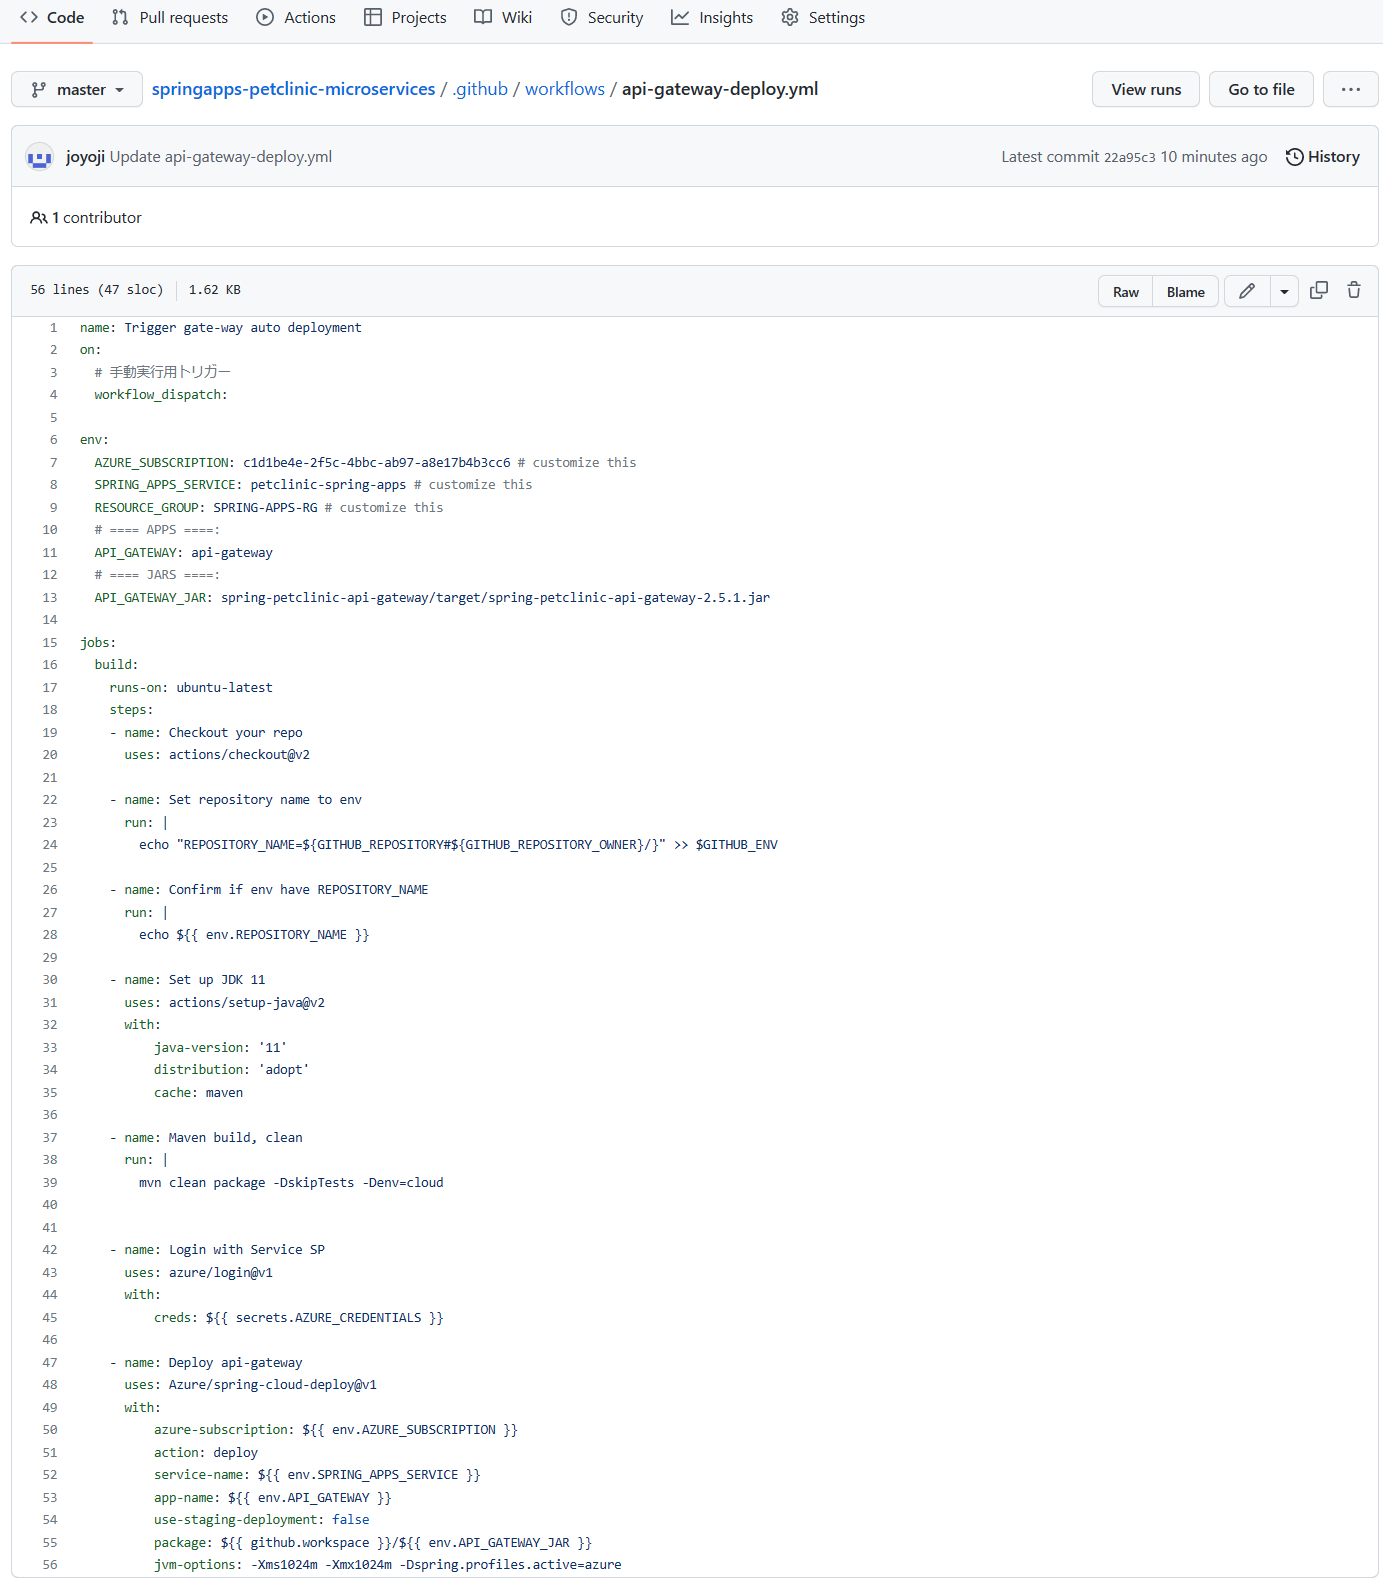 Code Pull requests Actions Projects Wiki Security Insights Settings
master springapps-petclinic-microservices / .github / workflows / api-gateway-deploy.yml View runs Go to file ...
joyoji Update api-gateway-deploy.yml Latest commit 22a95c3 10 minutes ago History
1 contributor
56 lines (47 sloc) 1.62 KB Raw Blame
1 name: Trigger gate-way auto deployment
2 on:
3 # 手動実行用トリガー
4 workflow_dispatch:
5
6 env:
7 AZURE_SUBSCRIPTION: c1d1be4e-2f5c-4bbc-ab97-a8e17b4b3cc6 # customize this
8 SPRING_APPS_SERVICE: petclinic-spring-apps # customize this
9 RESOURCE_GROUP: SPRING-APPS-RG # customize this
10 # ==== APPS ====:
11 API_GATEWAY: api-gateway
12 # ==== JARS ====:
13 API_GATEWAY_JAR: spring-petclinic-api-gateway/target/spring-petclinic-api-gateway-2.5.1.jar
14
15 jobs:
16 build:
17 runs-on: ubuntu-latest
18 steps:
19 - name: Checkout your repo
20 uses: actions/checkout@v2
21
22 - name: Set repository name to env
23 run: |
24 echo "REPOSITORY_NAME=${GITHUB_REPOSITORY#${GITHUB_REPOSITORY_OWNER}/}" >> $GITHUB_ENV
25
26 - name: Confirm if env have REPOSITORY_NAME
27 run: |
28 echo ${{ env.REPOSITORY_NAME }}
29
30 - name: Set up JDK 11
31 uses: actions/setup-java@v2
32 with:
33 java-version: '11'
34 distribution: 'adopt'
35 cache: maven
36
37 - name: Maven build, clean
38 run: |
39 mvn clean package -DskipTests -Denv=cloud
40
41
42 - name: Login with Service SP
43 uses: azure/login@v1
44 with:
45 creds: ${{ secrets.AZURE_CREDENTIALS }}
46
47 - name: Deploy api-gateway
48 uses: Azure/spring-cloud-deploy@v1
49 with:
50 azure-subscription: ${{ env.AZURE_SUBSCRIPTION }}
51 action: deploy
52 service-name: ${{ env.SPRING_APPS_SERVICE }}
53 app-name: ${{ env.API_GATEWAY }}
54 use-staging-deployment: false
55 package: ${{ github.workspace }}/${{ env.API_GATEWAY_JAR }}
56 jvm-options: -Xms1024m -Xmx1024m -Dspring.profiles.active=azure